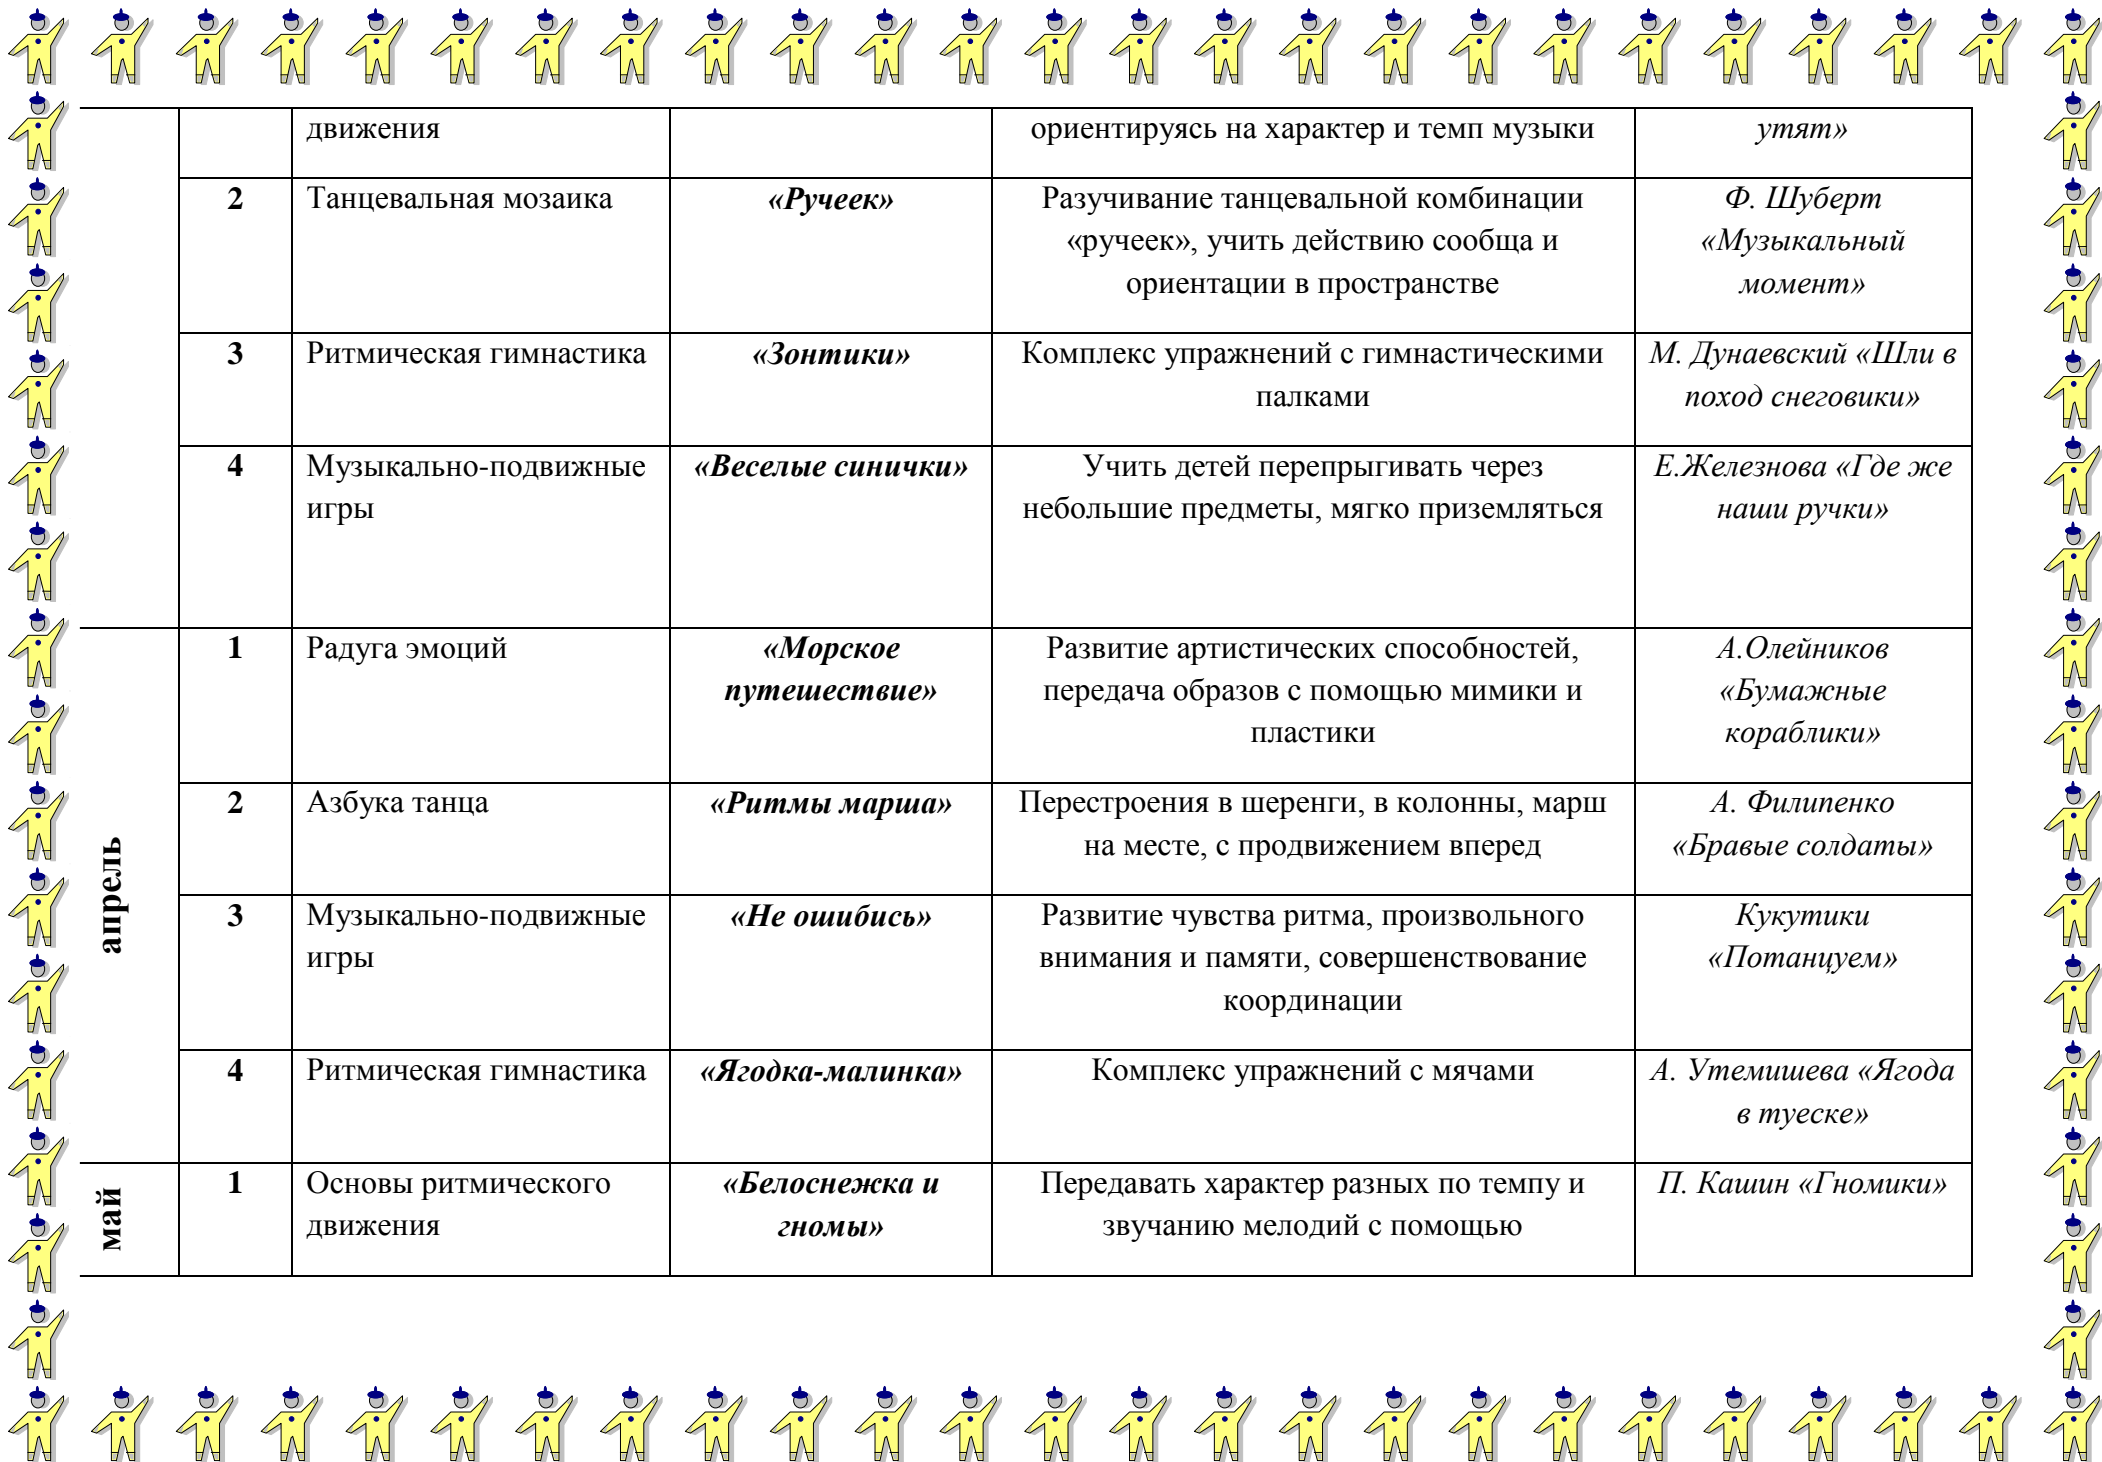 движения
ориентируясь на характер и темп музыки
утят»
2
Танцевальная мозаика
«Ручеек»
Разучивание танцевальной комбинации
«ручеек», учить действию сообща и
ориентации в пространстве
Ф. Шуберт
«Музыкальный
момент»
3
Ритмическая гимнастика
«Зонтики»
Комплекс упражнений с гимнастическими
палками
М. Дунаевский «Шли в
поход снеговики»
4
Музыкально-подвижные
игры
«Веселые синички»
Учить детей перепрыгивать через
небольшие предметы, мягко приземляться
Е.Железнова «Где же
наши ручки»
апрель
1
Радуга эмоций
«Морское
путешествие»
Развитие артистических способностей,
передача образов с помощью мимики и
пластики
А.Олейников
«Бумажные
кораблики»
2
Азбука танца
«Ритмы марша»
Перестроения в шеренги, в колонны, марш
на месте, с продвижением вперед
А. Филипенко
«Бравые солдаты»
3
Музыкально-подвижные
игры
«Не ошибись»
Развитие чувства ритма, произвольного
внимания и памяти, совершенствование
координации
Кукутики
«Потанцуем»
4
Ритмическая гимнастика
«Ягодка-малинка»
Комплекс упражнений с мячами
А. Утемишева «Ягода
в туеске»
май
1
Основы ритмического
движения
«Белоснежка и
гномы»
Передавать характер разных по темпу и
звучанию мелодий с помощью
П. Кашин «Гномики»